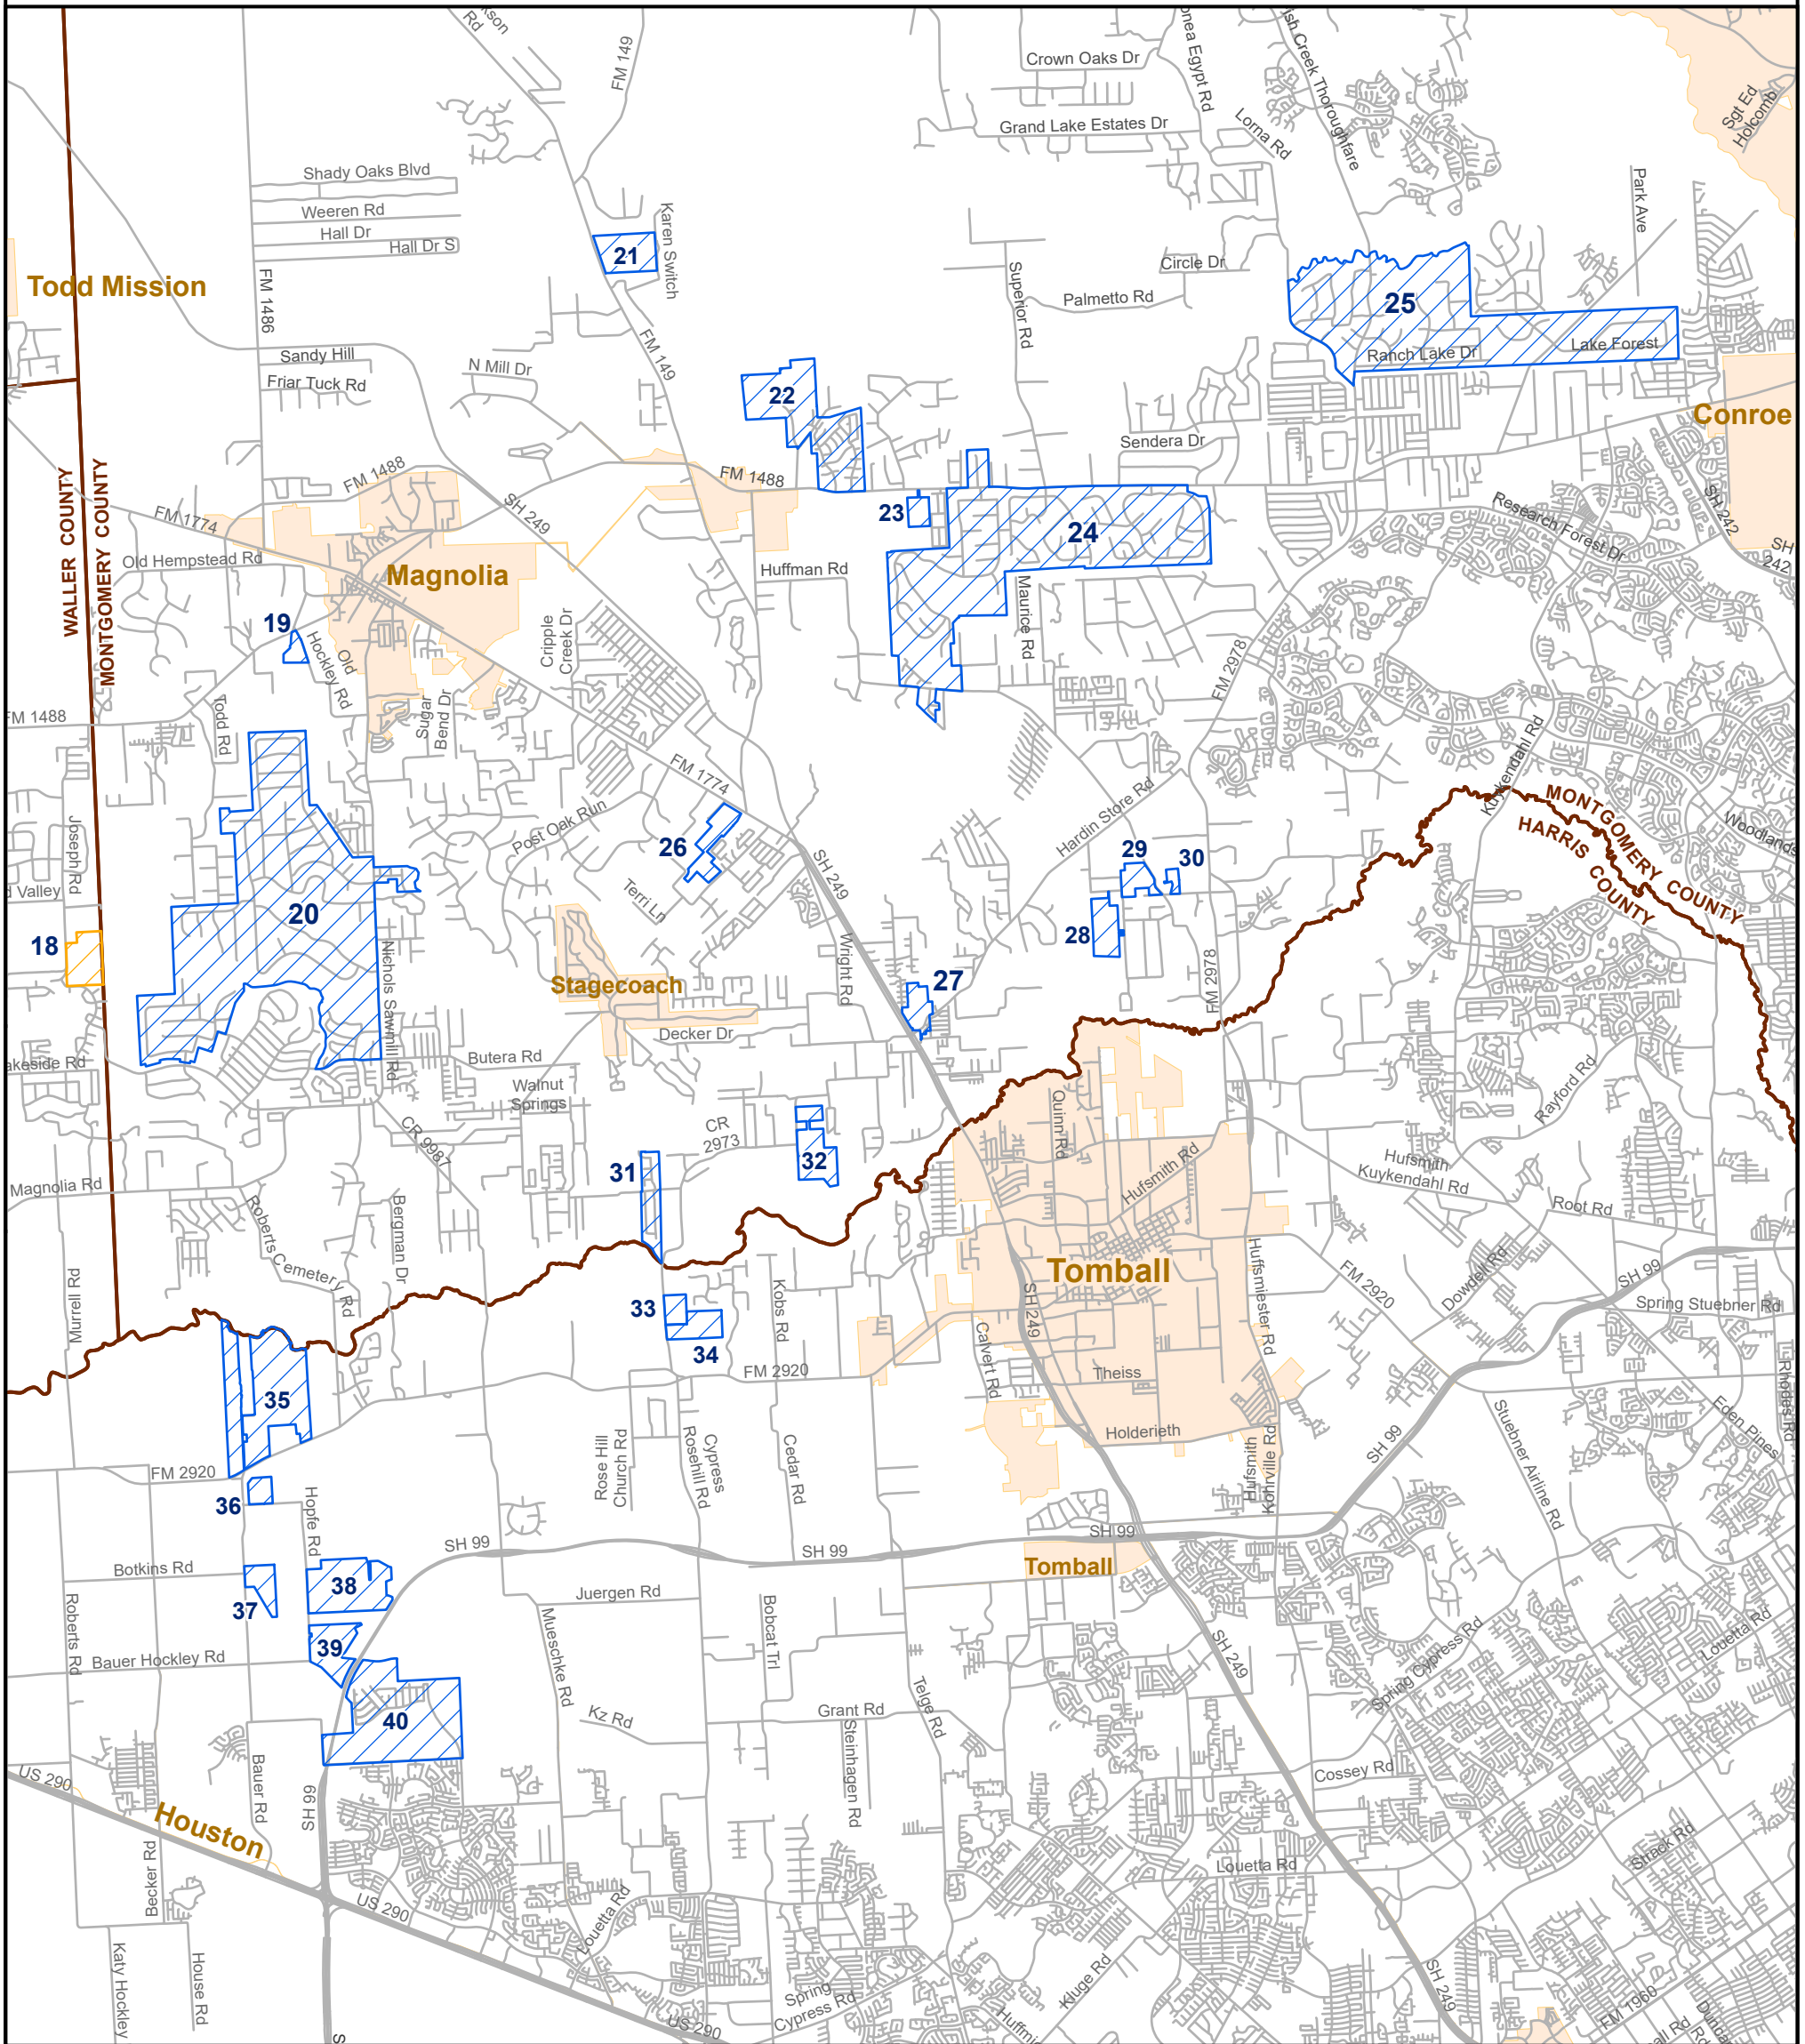 FM 149
Crown Oaks Dr
Grand Lake Estates Dr
Lorna Rd
Sgt Ed
Holcomb
Shady Oaks Blvd
Weeren Rd
Hall Dr
Hall Dr S
Karen Switch
21
Park Ave
Todd Mission
FM 1486
Superior Rd
Circle Dr
Palmetto Rd
25
Ranch Lake Dr
Lake Forest
FM 149
Sandy Hill
Friar Tuck Rd
N Mill Dr
22
Conroe
Sendera Dr
FM 1488
FM 1488
SH 249
FM 1774
23
24
Research Forest Dr
SH 242
SH
242
WALLER COUNTY
MONTGOMERY COUNTY
Old Hempstead Rd
Magnolia
Huffman Rd
Maurice Rd
19
Old
Hockley Rd
Cripple
Creek Dr
FM 2978
Todd Rd
Sugar
Bend Dr
FM 1488
FM 1774
Kuykendahl Rd
MONTGOMERY COUNTY
HARRIS
COUNTY
Woodlands
Joseph Rd
Post Oak Run
26
SH 249
Hardin Store Rd
29
30
Terri Ln
20
18
28
Nichols Sawmill Rd
Wright Rd
Stagecoach
27
FM 2978
Decker Dr
Butera Rd
Walnut
Springs
Rayford Rd
CR 9987
CR
2973
Quinn Rd
32
31
Hufsmith Rd
Hufsmith
Kuykendahl Rd
Magnolia Rd
Roberts Cemetery Rd
Bergman Dr
Root Rd
Tomball
Murrell Rd
33
34
Kobs Rd
SH 249
Huffsmiester Rd
FM 2920
Dowdell Rd
SH 99
Spring Stuebner Rd
FM 2920
Calvert Rd
Theiss
35
Rhodes Rd
Eden Pines
Holderieth
Stuebner Airline Rd
SH 99
FM 2920
Rose Hill
Church Rd
Cypress
Rosehill Rd
Cedar Rd
Hufsmith
Kohrville Rd
36
Hopfe Rd
SH 99
SH 99
SH 99
Tomball
Botkins Rd
37
38
Juergen Rd
Bobcat Trl
Roberts Rd
Mueschke Rd
Bauer Hockley Rd
39
40
Kz Rd
Grant Rd
Steinhagen Rd
Telge Rd
SH 249
Spring Cypress Rd
Louetta Rd
Cossey Rd
US 290
Bauer Rd
SH 99
Houston
Becker Rd
US 290
Louetta Rd
Louetta Rd
Strack Rd
Katy Hockley
House Rd
Spring
Cypress Rd
US 290
Kluge Rd
SH 249
FM 1960